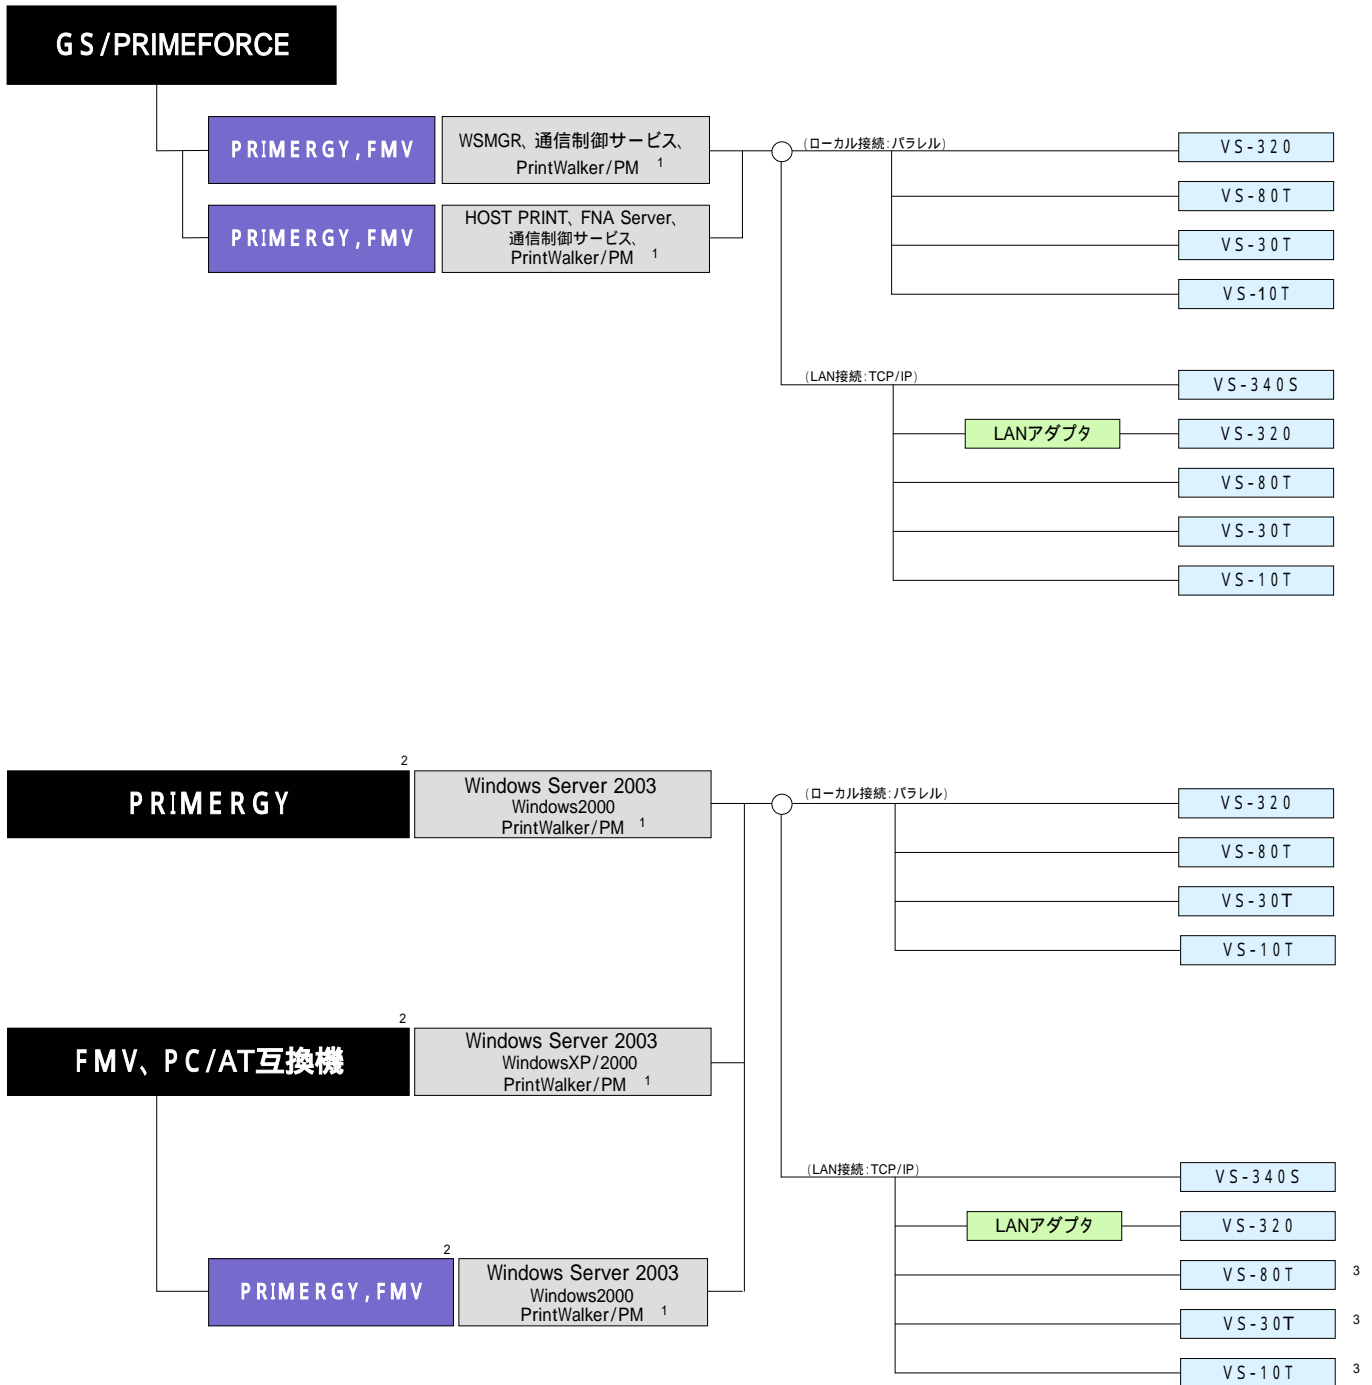 GS/PRIMEFORCE
PRIMERGY,FMV
WSMGR、通信制御サービス、
PrintWalker/PM 1
PRIMERGY,FMV
HOST PRINT、FNA Server、
通信制御サービス、
PrintWalker/PM 1
(ローカル接続:パラレル)
VS-320
VS-80T
VS-30T
VS-10T
(LAN接続:TCP/IP)
VS-340S
LANアダプタ
VS-320
VS-80T
VS-30T
VS-10T
2
PRIMERGY
Windows Server 2003
Windows2000
PrintWalker/PM 1
(ローカル接続:パラレル)
VS-320
VS-80T
VS-30T
VS-10T
2
FMV、PC/AT互換機
Windows Server 2003
WindowsXP/2000
PrintWalker/PM 1
(LAN接続:TCP/IP)
VS-340S
LANアダプタ
VS-320
2
PRIMERGY,FMV
Windows Server 2003
Windows2000
PrintWalker/PM 1
VS-80T 3
VS-30T 3
VS-10T 3